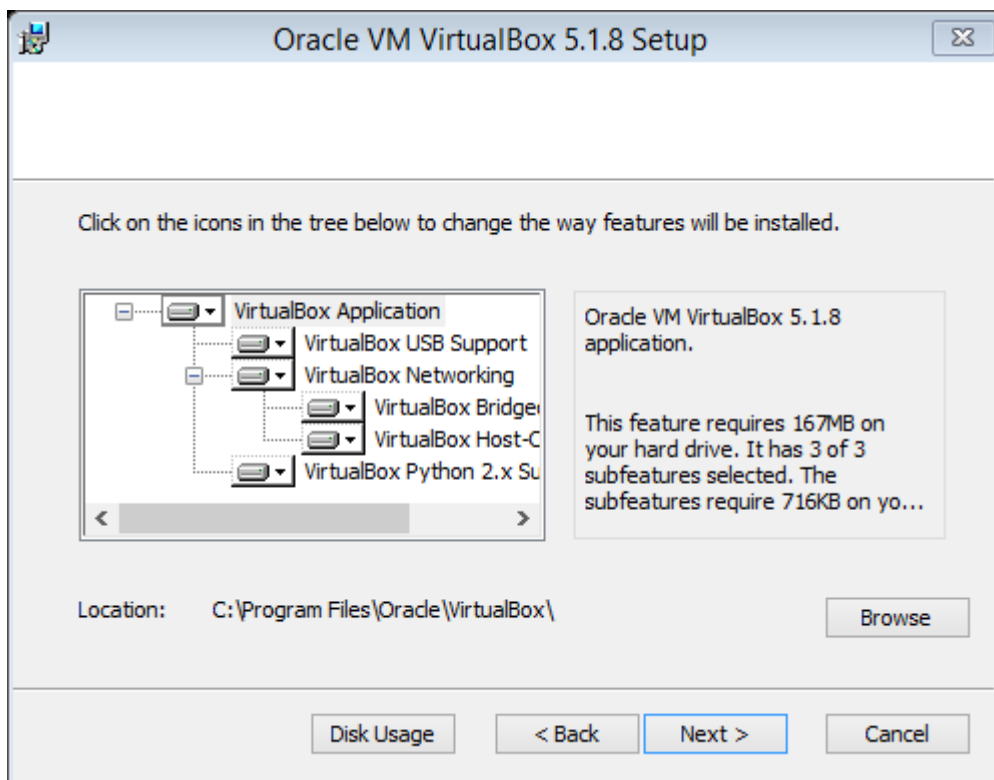 Oracle VM VirtualBox 5.1.8 Setup
Click on the icons in the tree below to change the way features will be installed.
VirtualBox Application
VirtualBox USB Support
VirtualBox Networking
VirtualBox Bridge
VirtualBox Host-
VirtualBox Python 2.x Su
Oracle VM VirtualBox 5.1.8
application.
This feature requires 167MB on
your hard drive. It has 3 of 3
subfeatures selected. The
subfeatures require 716KB on yo...
Location: C:\Program Files\Oracle\VirtualBox\
Browse
Disk Usage
< Back
Next >
Cancel